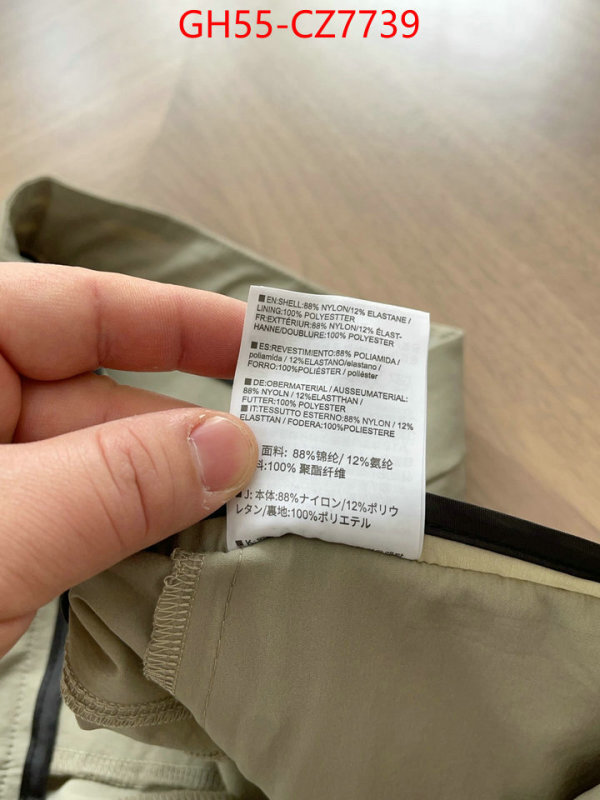 GH55-CZ7739
EN:SHELL:88% NYLON/12% ELASTANE /
LINING:100% POLYESTTER
FR:EXTTÉRIUR:88% NYLON/12% ÉLAST-
HANNE/DOUBLURE:100% POLYESTER
ES:REVESTIMIENTO:88% POLIAMIDA/
poliamida / 12%ELASTANO/elastano /
FORRO:100%POLIÉSTER / poliéster
DE:OBERMATERIAL / AUSSEUMATERIAL:
88% NYOLN / 12%ELASTTHAN /
FUTTER:100% POLYESTER
IT:TESSUTTO ESTERNO:88% NYLON / 12%
ELASTTAN / FODERA:100%POLIESTERE
面料: 88%锦纶/ 12%氨纶
料:100% 聚酯纤维
J: 本体:88%ナイロン/12%ポリウ
レタン/裏地:100%ポリエテル